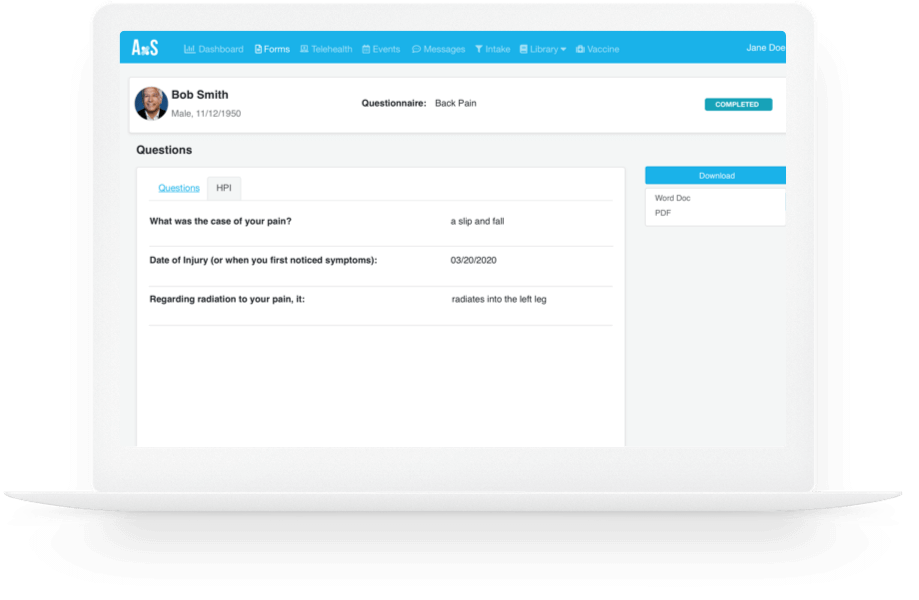 AnS Dashboard Forms Telehealth Events Messages Intake Library Vaccine Jane Doe
Bob Smith
Male, 11/12/1950
Questionnaire: Back Pain
COMPLETED
Questions
Questions HPI
What was the case of your pain? a slip and fall
Date of Injury (or when you first noticed symptoms): 03/20/2020
Regarding radiation to your pain, it: radiates into the left leg
Download
Word Doc
PDF